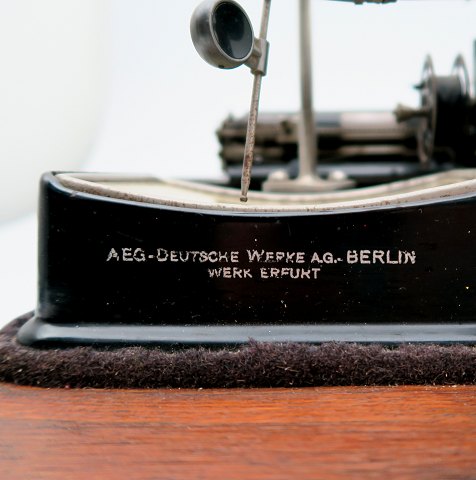 AEG-DEUTSCHE WERKE A.G.-BERLIN
WERK ERFURT